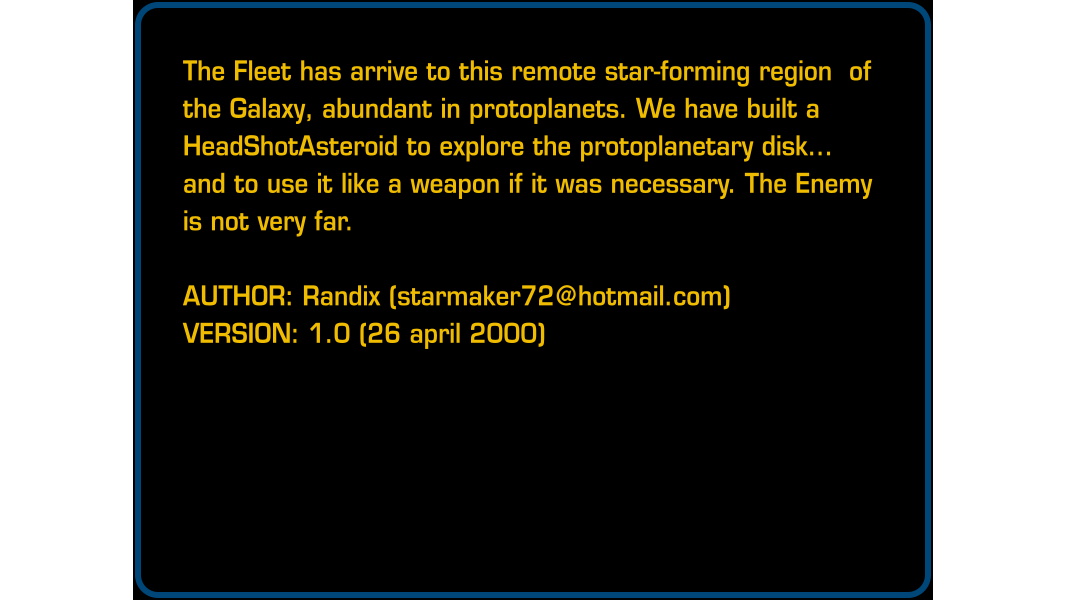 The Fleet has arrive to this remote star-forming region  of
the Galaxy, abundant in protoplanets. We have built a
HeadShotAsteroid to explore the protoplanetary disk...
and to use it like a weapon if it was necessary. The Enemy
is not very far.
AUTHOR: Randix (starmaker72@hotmail.com)
VERSION: 1.0 (26 april 2000)